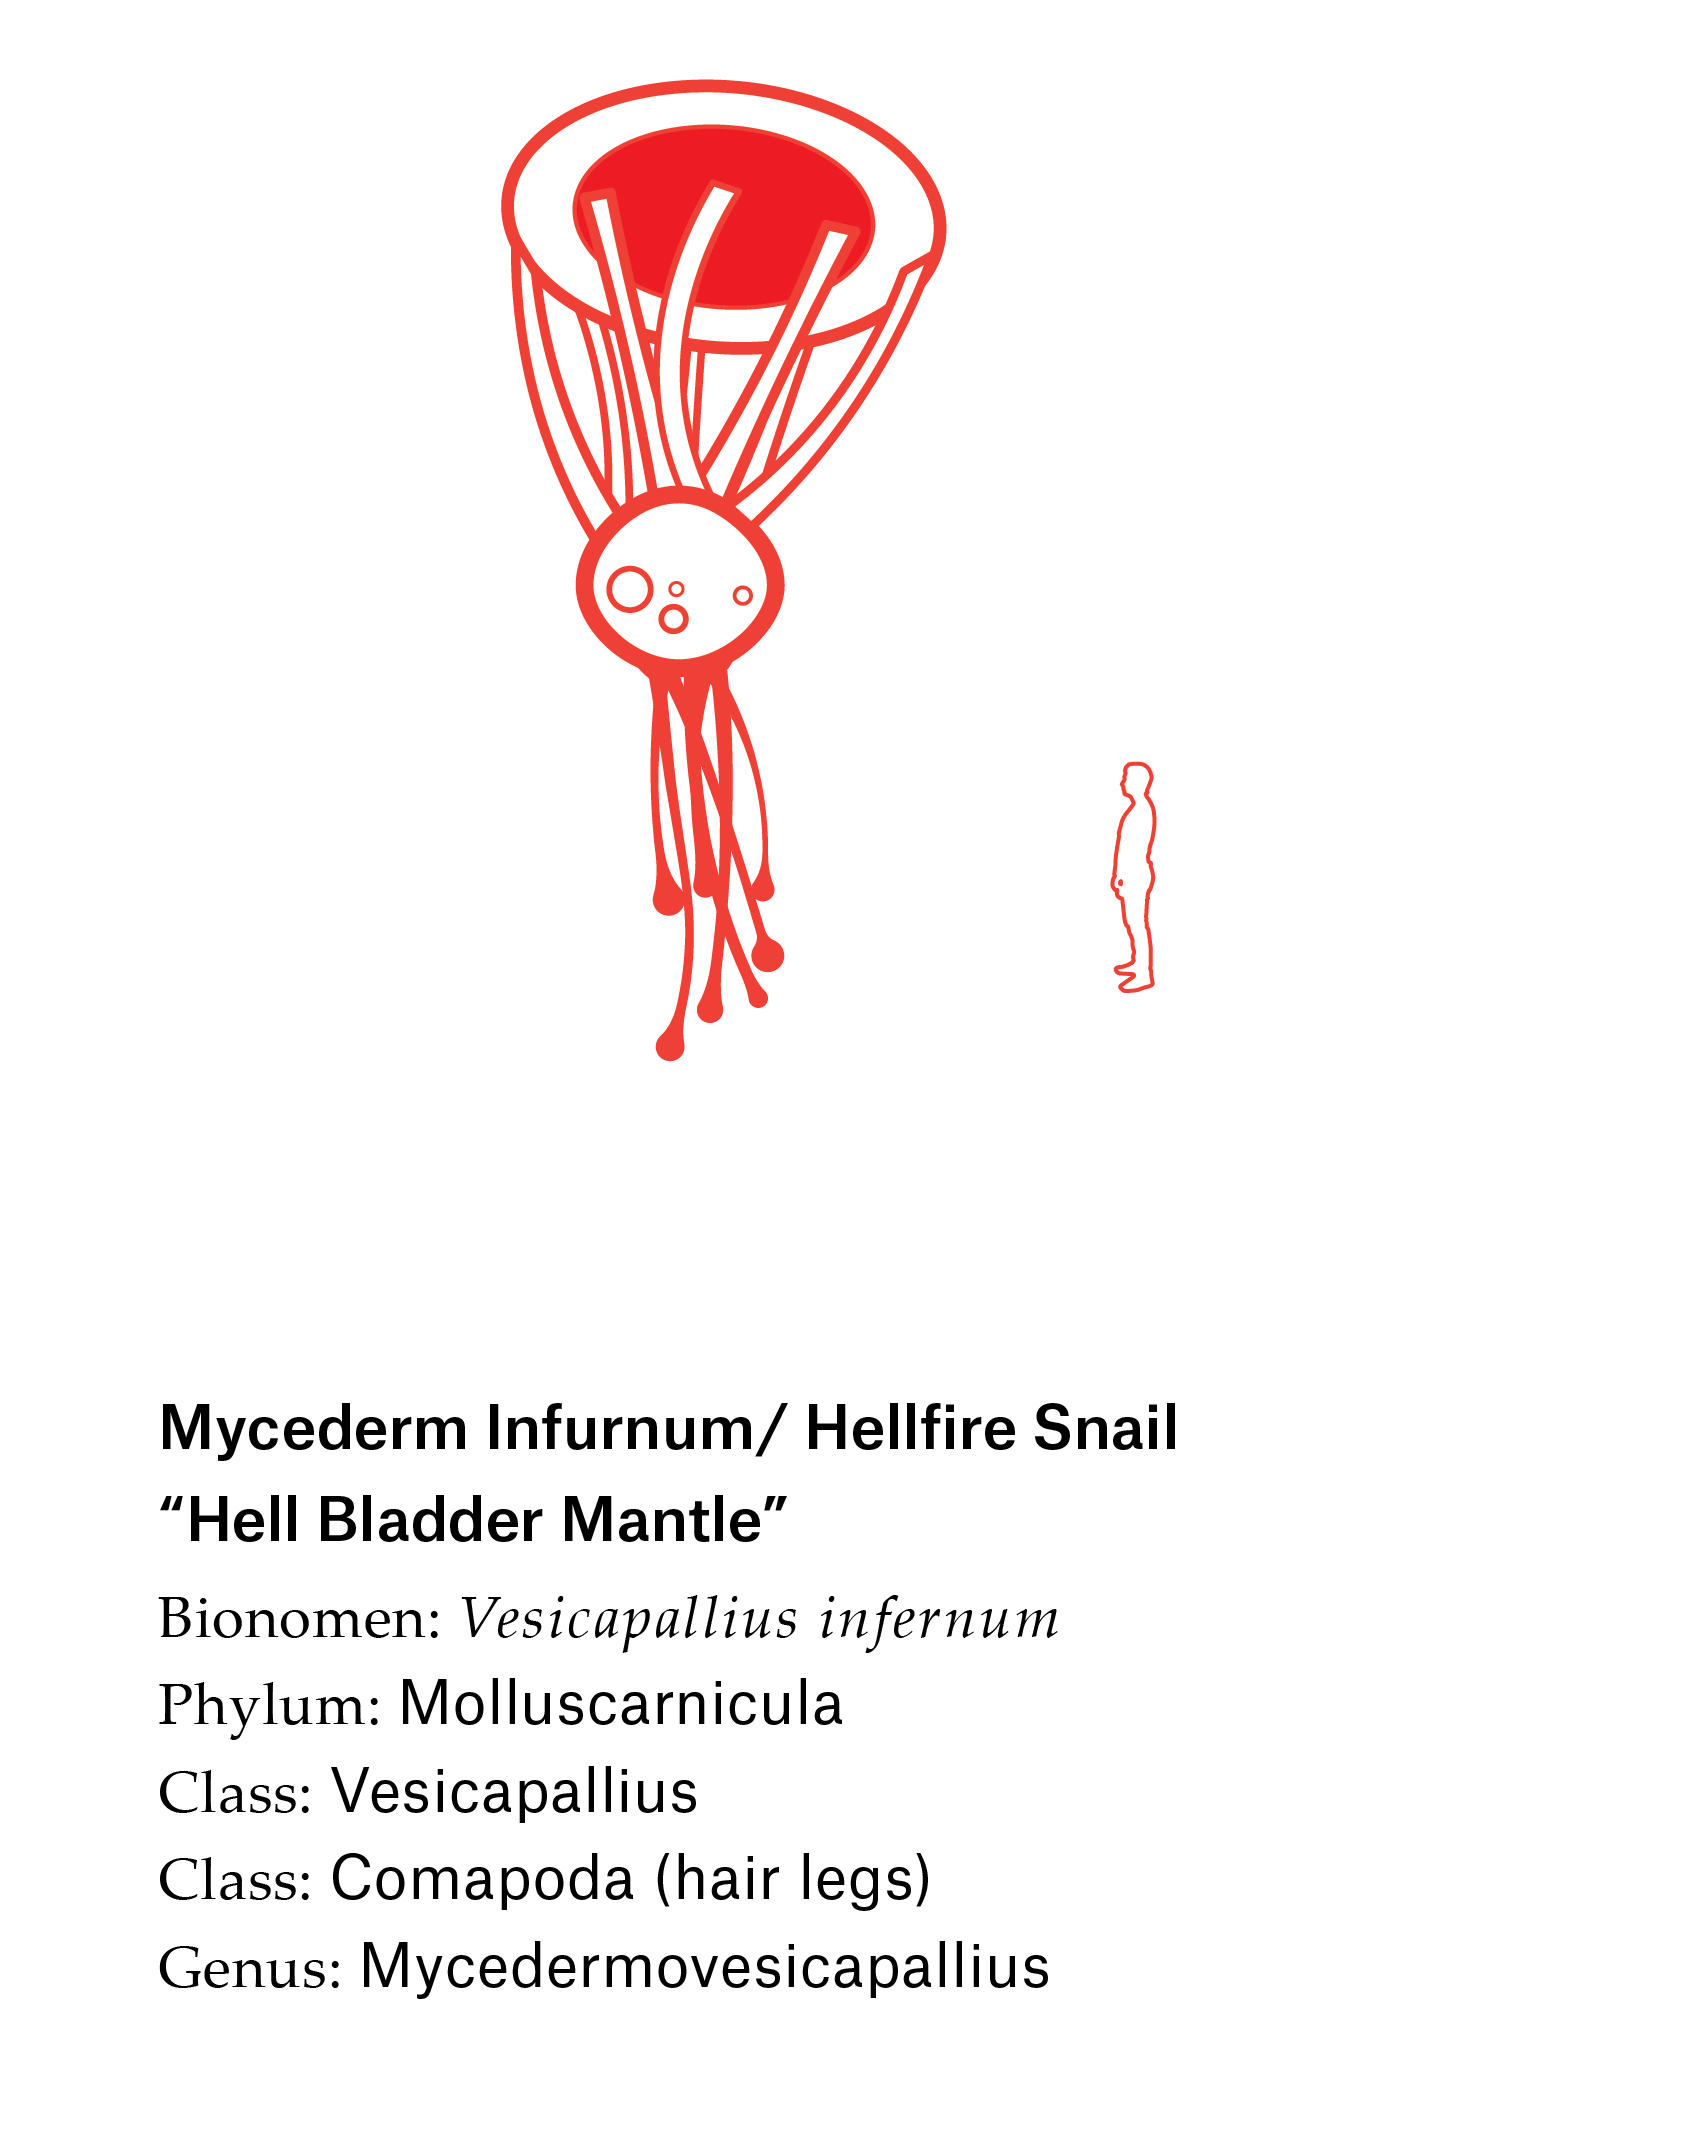 Mycederm Infurnum/ Hellfire Snail
“Hell Bladder Mantle”
Bionomen: Vesicapallius infernum
Phylum: Molluscarnicula
Class: Vesicapallius
Class: Comapoda (hair legs)
Genus: Mycedermovesicapallius